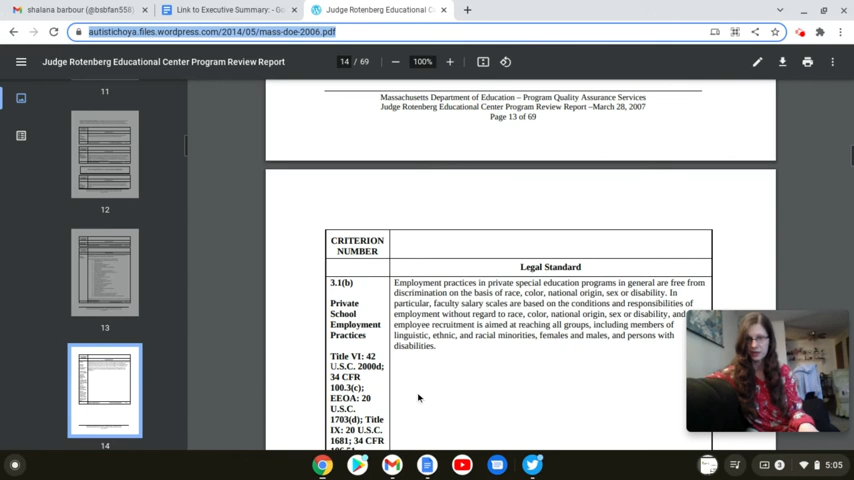 shalana barbour (@bsbfan558)
Link to Executive Summary: - Go
Judge Rotenberg Educational Ce
autistichoya.files.wordpress.com/2014/05/mass-doe-2006.pdf
Judge Rotenberg Educational Center Program Review Report
14 / 69
100%
11
12
13
14
Massachusetts Department of Education – Program Quality Assurance Services
Judge Rotenberg Educational Center Program Review Report –March 28, 2007
Page 13 of 69
CRITERION
NUMBER
Legal Standard
3.1(b)
Private
School
Employment
Practices
Title VI: 42
U.S.C. 2000d;
34 CFR
100.3(c);
EEOA: 20
U.S.C.
1703(d); Title
IX: 20 U.S.C.
1681; 34 CFR
Employment practices in private special education programs in general are free from
discrimination on the basis of race, color, national origin, sex or disability. In
particular, faculty salary scales are based on the conditions and responsibilities of
employment without regard to race, color, national origin, sex or disability, and
employee recruitment is aimed at reaching all groups, including members of
linguistic, ethnic, and racial minorities, females and males, and persons with
disabilities.
3
5:05